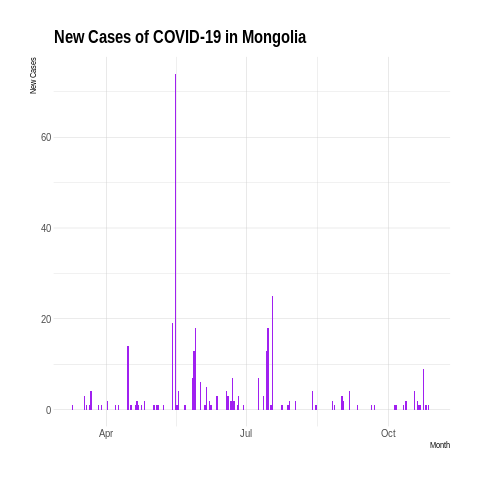 New Cases of COVID-19 in Mongolia
New Cases
60
40
20
0
Apr
Jul
Oct
Month